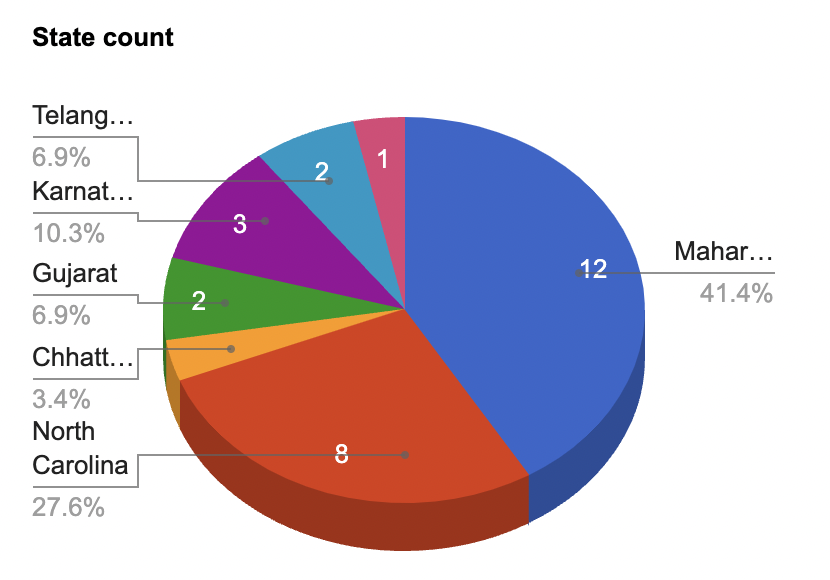 State count
Telang…
6.9%
Karnat…
10.3%
Gujarat
6.9%
Chhatt…
3.4%
North
Carolina
27.6%
2
1
3
2
8
12
Mahar…
41.4%